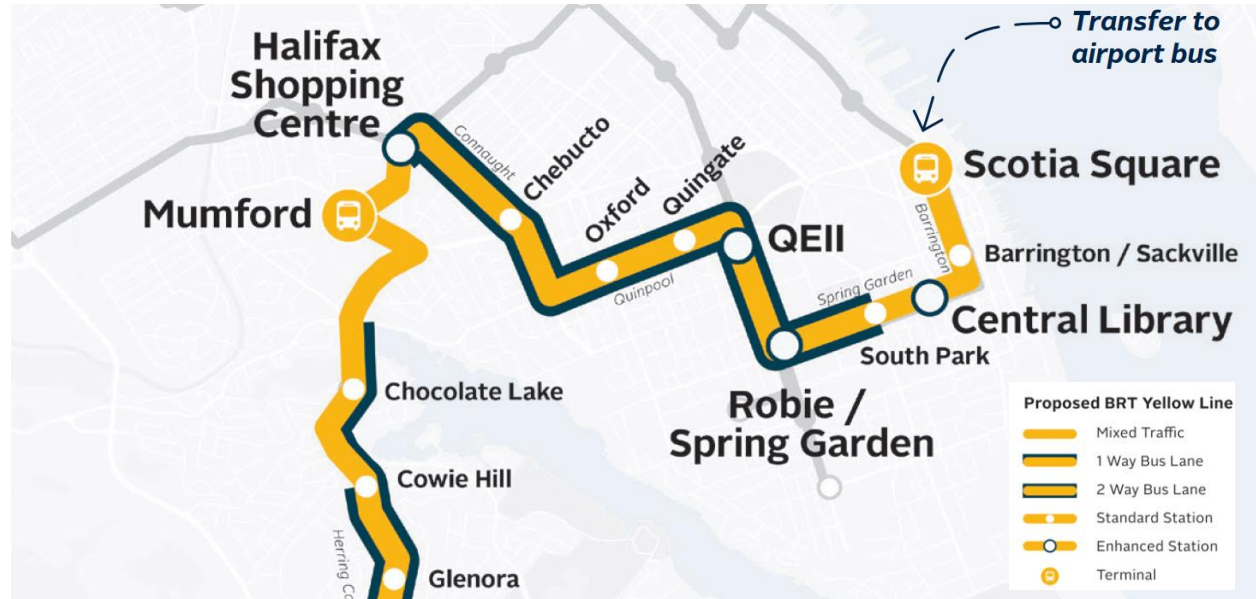 Transfer to
airport bus
Halifax
Shopping
Centre
Connaught
Chebucto
Oxford
Quingate
Scotia Square
Mumford
QEII
Barrington
Barrington / Sackville
Quinpool
Spring Garden
Central Library
South Park
Chocolate Lake
Robie /
Spring Garden
Cowie Hill
Herring Co
Glenora
Proposed BRT Yellow Line
Mixed Traffic
1 Way Bus Lane
2 Way Bus Lane
Standard Station
Enhanced Station
Terminal